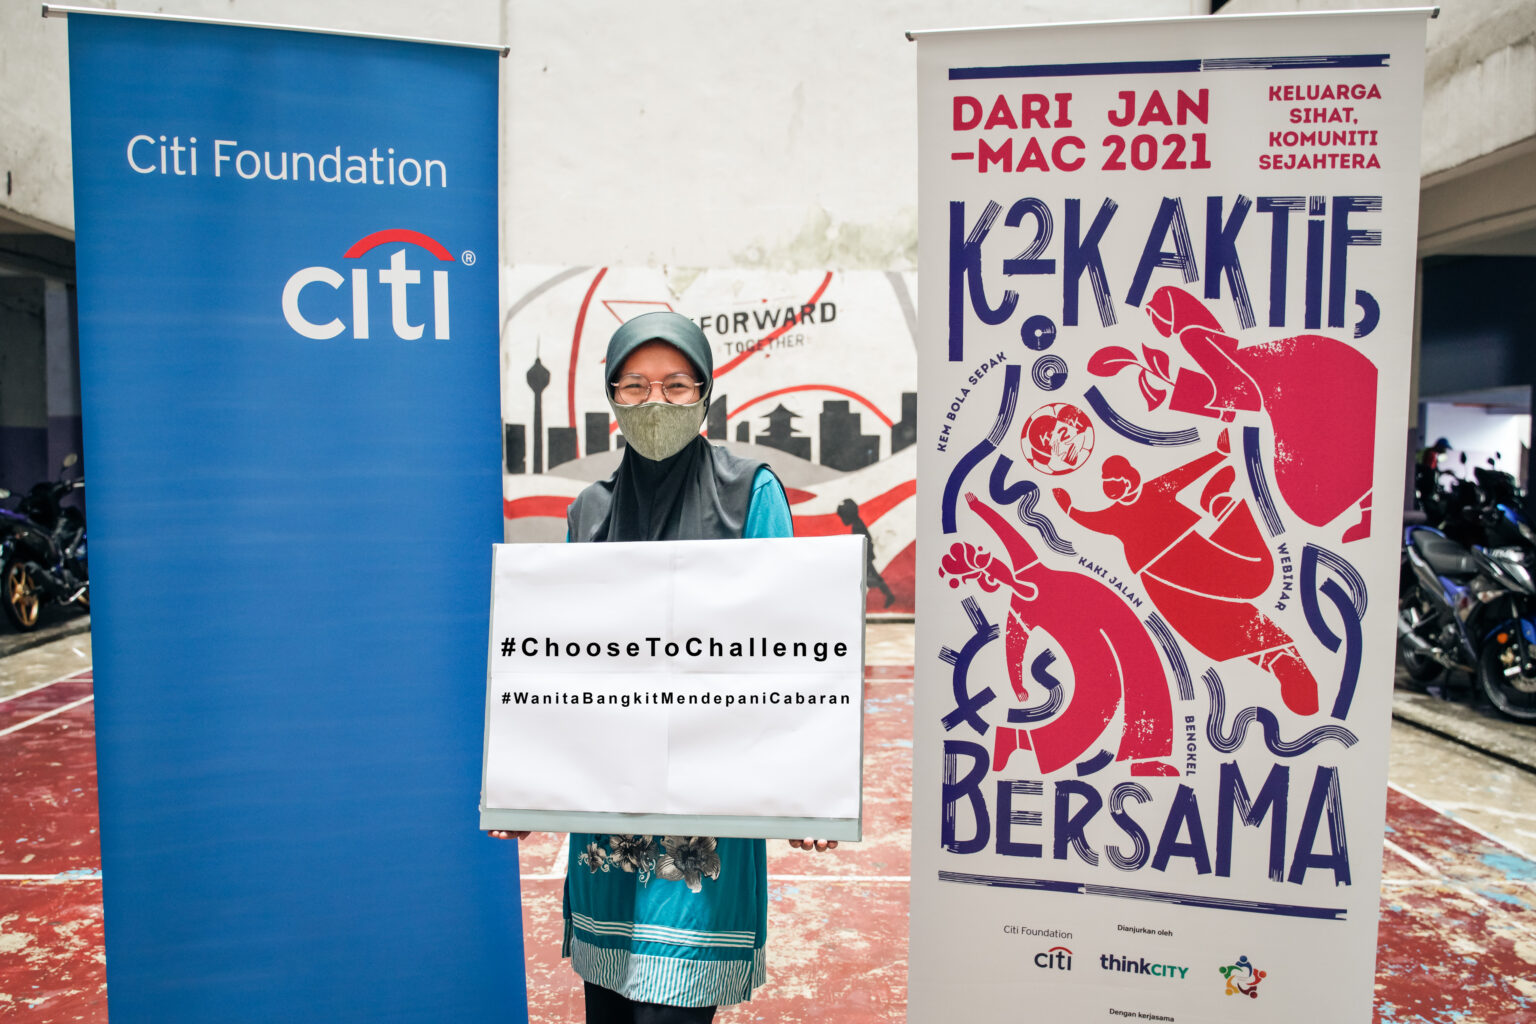 Citi Foundation
citi®
FORWARD
TOGETHER
#ChooseToChallenge
#WanitaBangkitMendepaniCabaran
DARI JAN
-MAC 2021
KELUARGA
SIHAT,
KOMUNITI
SEJAHTERA
K2K AKTIF,
KEM BOLA SEPAK
K2K
KAKI JALAN
WEBINAR
BENGKEL
BERSAMA
Citi Foundation
citi
Dianjurkan oleh
thinkCITY
Dengan kerjasama